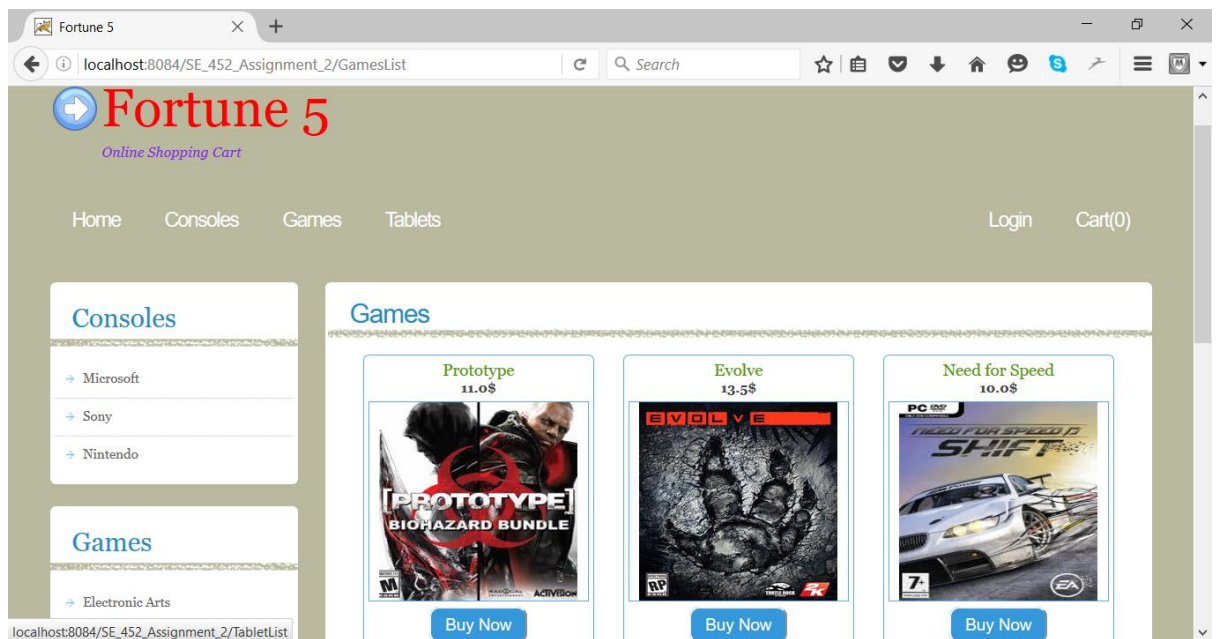 Fortune 5
localhost:8084/SE_452_Assignment_2/GamesList
Search
Fortune 5
Online Shopping Cart
Home Consoles Games Tablets Login Cart(0)
Consoles
Microsoft
Sony
Nintendo
Games
Electronic Arts
Games
Prototype
11.0$
[PROTOTYPE]
BIOHAZARD BUNDLE
M
ACTIVISION
Buy Now
Evolve
13.5$
EVOLVE
RP
TURTLE ROCK
2K
Buy Now
Need for Speed
10.0$
PC DVD
NEED FOR SPEED
SHIFT
7+
EA
Buy Now
localhost:8084/SE_452_Assignment_2/TabletList